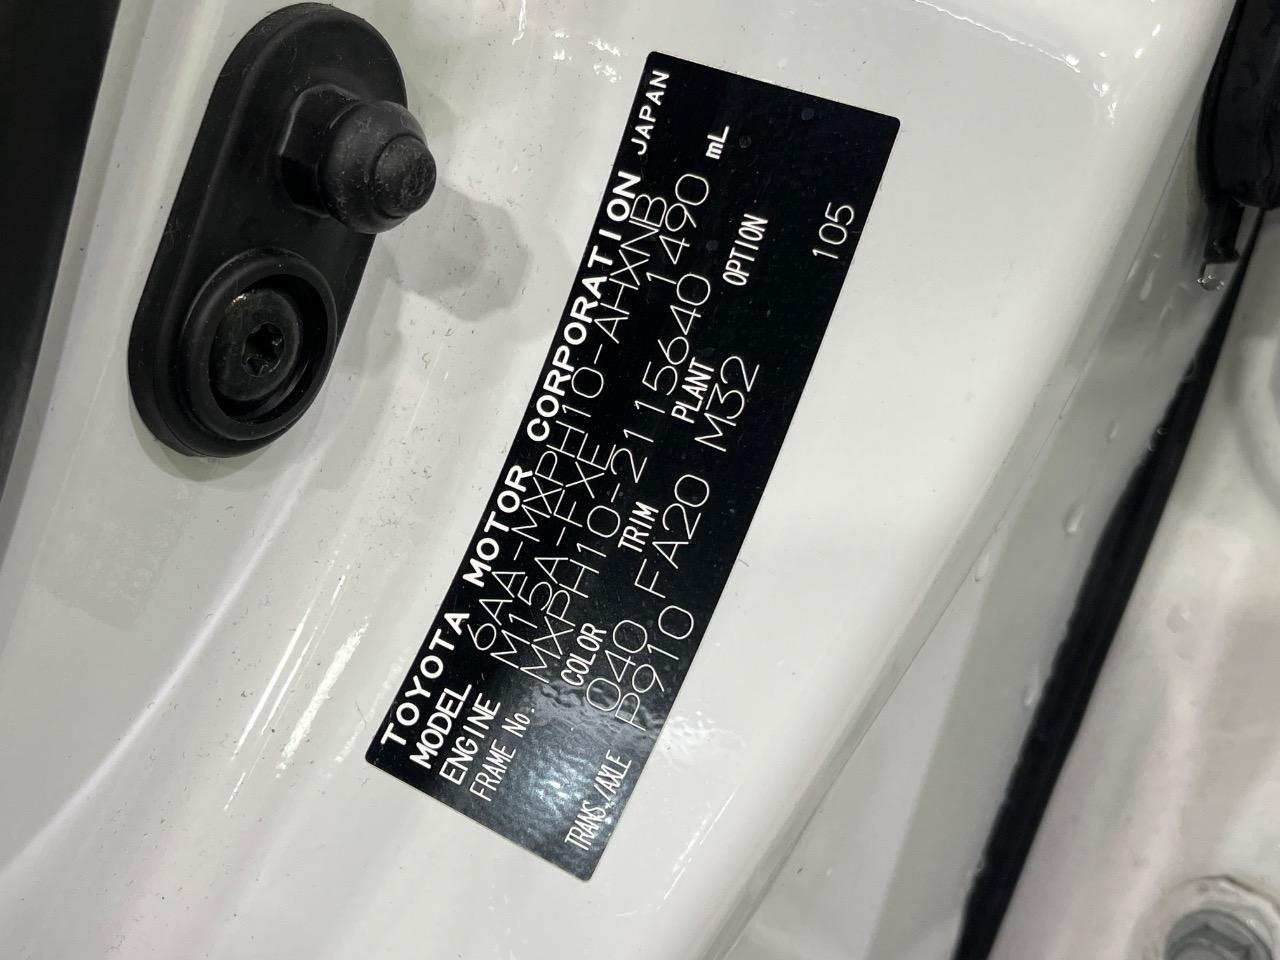 TOYOTA MOTOR CORPORATION JAPAN
MODEL 6AA-MXPH10-AHXNB
ENGINE M15A-FXE 1490 mL
FRAME No. MXPH10-2115640
COLOR TRIM PLANT OPTION
040 FA20 M32
TRANS./AXLE P910 105